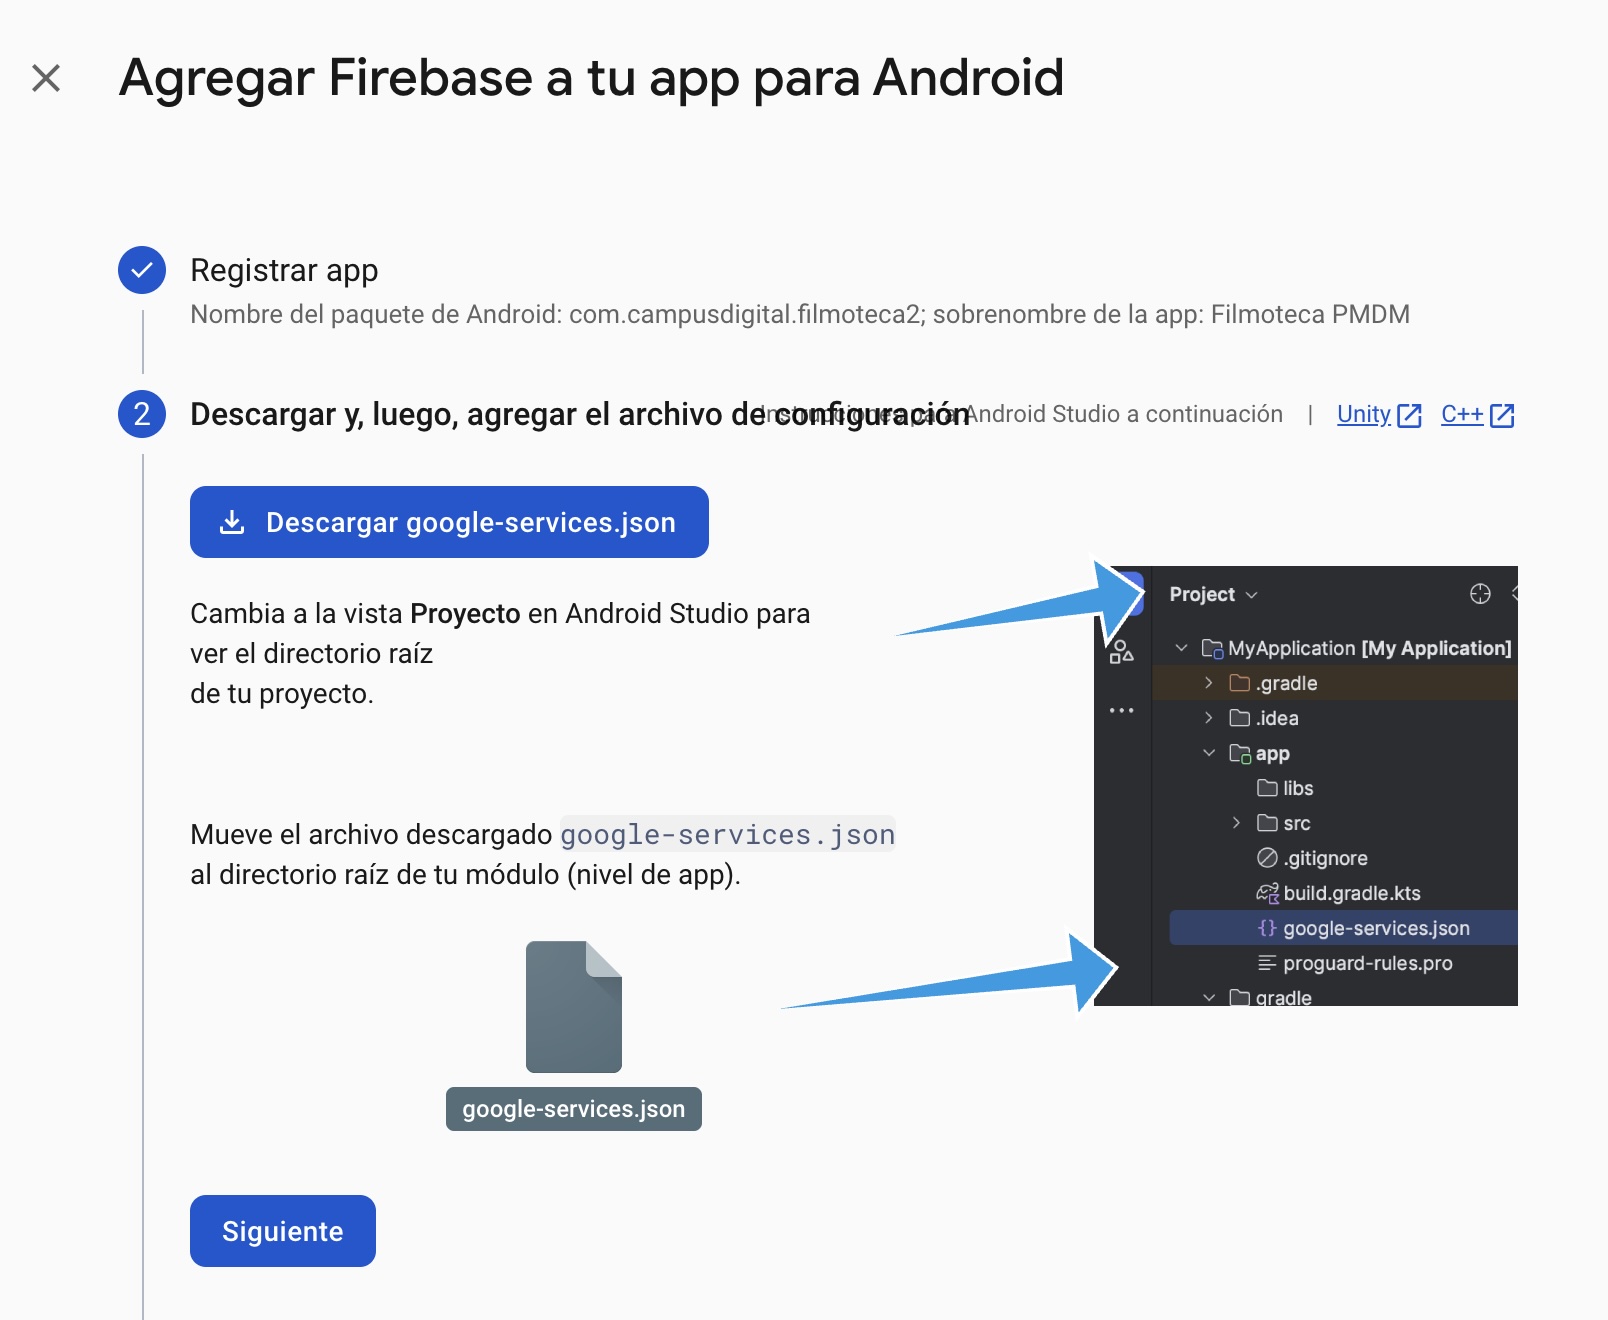 Agregar Firebase a tu app para Android
Registrar app
Nombre del paquete de Android: com.campusdigital.filmoteca2; sobrenombre de la app: Filmoteca PMDM
2
Descargar y, luego, agregar el archivo de configuración
Instrucciones para Android Studio a continuación | Unity C++
Descargar google-services.json
Cambia a la vista Proyecto en Android Studio para
ver el directorio raíz
de tu proyecto.
Project
MyApplication [My Application]
.gradle
.idea
app
libs
src
.gitignore
build.gradle.kts
google-services.json
proguard-rules.pro
gradle
Mueve el archivo descargado google-services.json
al directorio raíz de tu módulo (nivel de app).
google-services.json
Siguiente